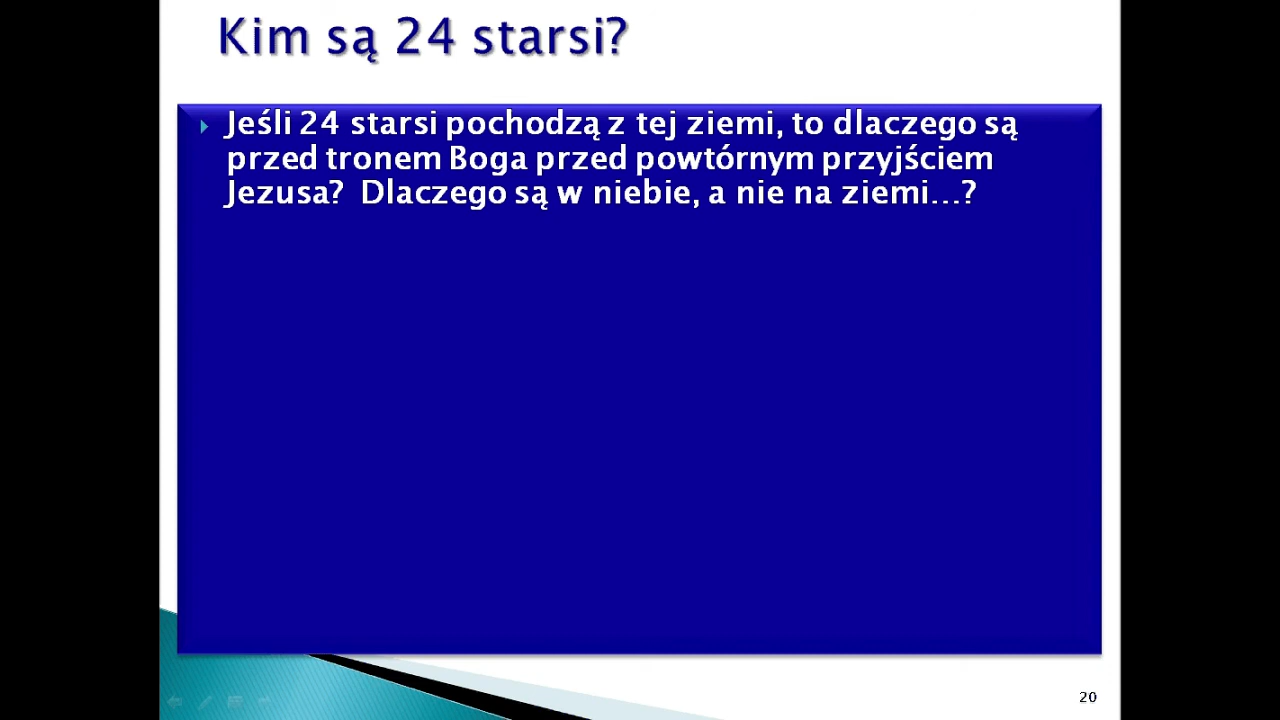 Kim są 24 starsi?
Jeśli 24 starsi pochodzą z tej ziemi, to dlaczego są
przed tronem Boga przed powtórnym przyjściem
Jezusa?  Dlaczego są w niebie, a nie na ziemi...?
20